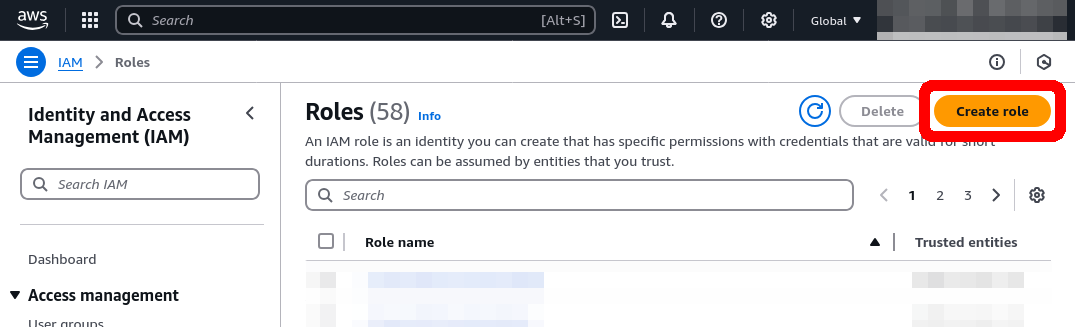 aws Search [Alt+S] Global
IAM Roles
Identity and Access
Management (IAM)
Search IAM
Dashboard
Access management
User groups
Roles (58) Info
Delete
Create role
An IAM role is an identity you can create that has specific permissions with credentials that are valid for short
durations. Roles can be assumed by entities that you trust.
Search
1 2 3
Role name Trusted entities